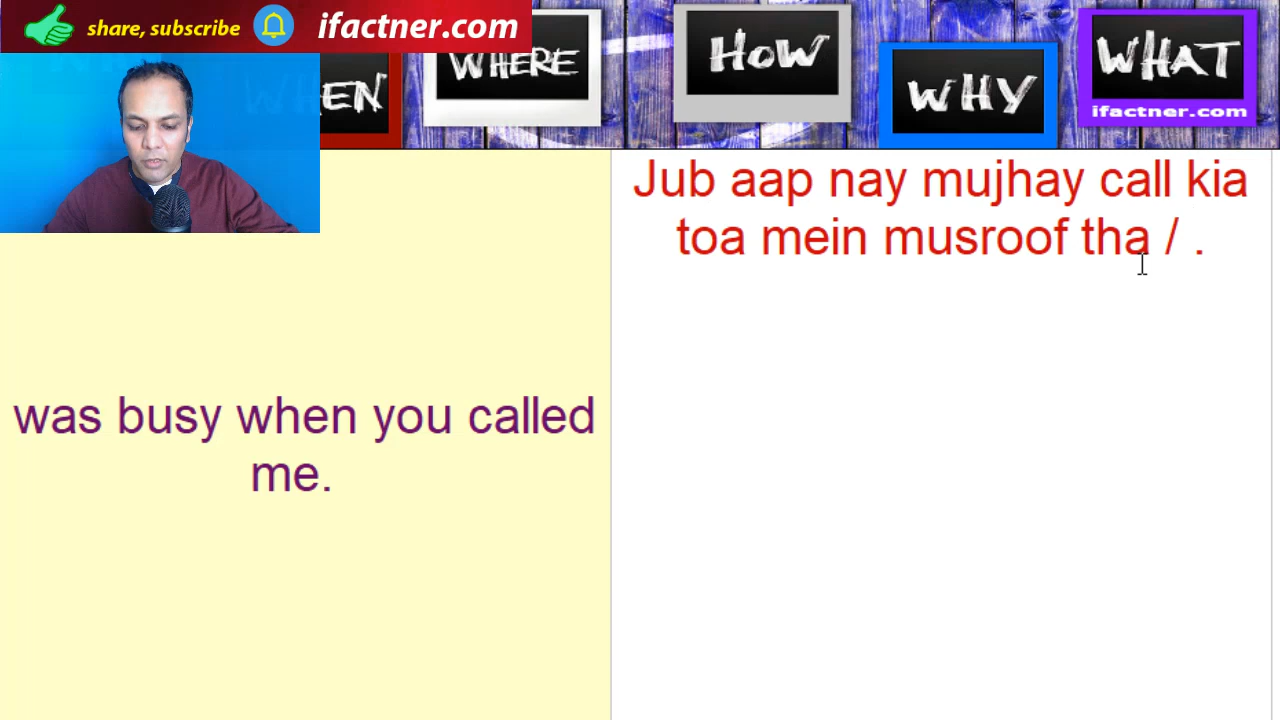 share, subscribe ifactner.com
WHEN
WHERE
HOW
WHY
WHAT
ifactner.com
Jub aap nay mujhay call kia
toa mein musroof tha / .
was busy when you called
me.